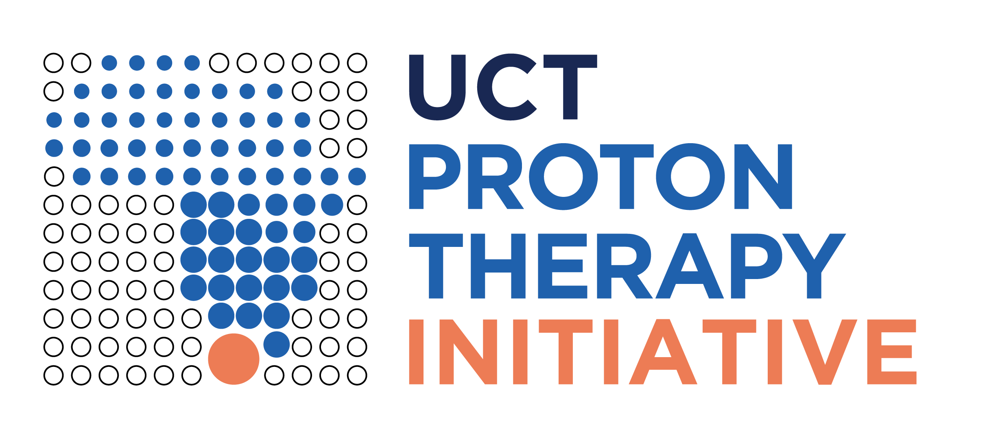 UCT
PROTON
THERAPY
INITIATIVE